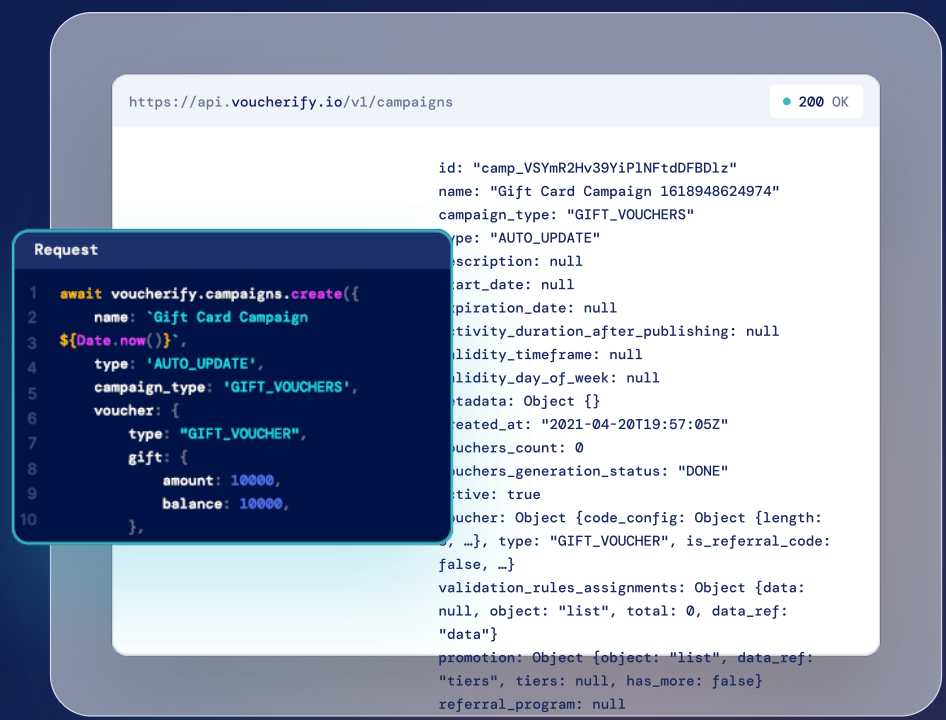 https://api.voucherify.io/v1/campaigns
200 OK
id: "camp_VSYmR2Hv39YiPlNFtdDFBDlz"
name: "Gift Card Campaign 1618948624974"
campaign_type: "GIFT_VOUCHERS"
ype: "AUTO_UPDATE"
escription: null
tart_date: null
xpiration_date: null
ctivity_duration_after_publishing: null
alidity_timeframe: null
alidity_day_of_week: null
etadata: Object {}
reated_at: "2021-04-20T19:57:05Z"
ouchers_count: 0
ouchers_generation_status: "DONE"
ctive: true
oucher: Object {code_config: Object {length:
, …}, type: "GIFT_VOUCHER", is_referral_code:
false, …}
validation_rules_assignments: Object {data:
null, object: "list", total: 0, data_ref:
"data"}
promotion: Object {object: "list", data_ref:
"tiers", tiers: null, has_more: false}
referral_program: null
Request
1 await voucherify.campaigns.create({
2 name: `Gift Card Campaign
3 ${Date.now()}`,
4 type: 'AUTO_UPDATE',
5 campaign_type: 'GIFT_VOUCHERS',
6 voucher: {
7 type: "GIFT_VOUCHER",
8 gift: {
9 amount: 10000,
10 balance: 10000,
},